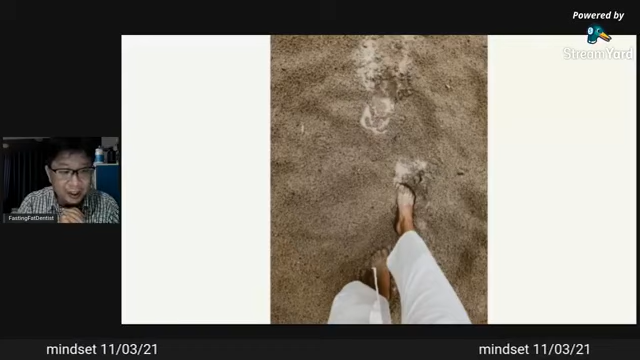 Powered by
StreamYard
FastingFatDentist
mindset 11/03/21
mindset 11/03/21